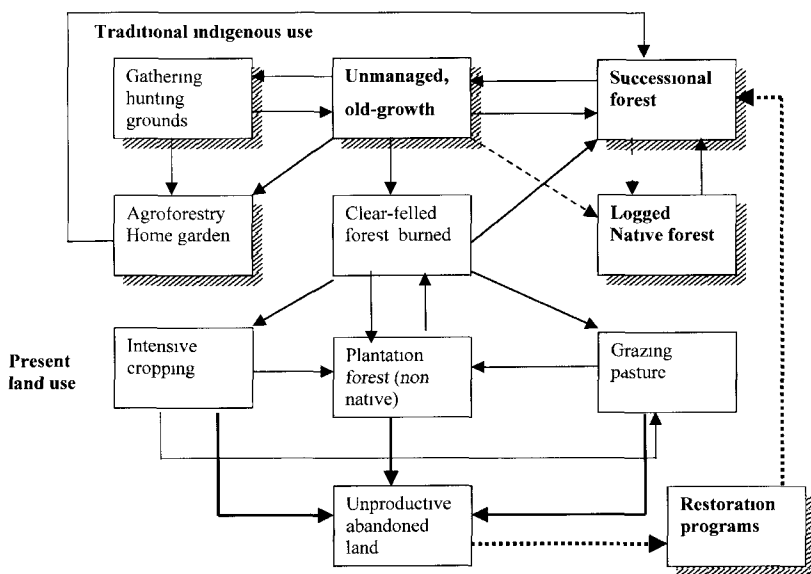 Traditional indigenous use
Gathering
hunting
grounds
Unmanaged,
old-growth
Successional
forest
Agroforestry
Home garden
Clear-felled
forest burned
Logged
Native forest
Present
land use
Intensive
cropping
Plantation
forest (non
native)
Grazing
pasture
Unproductive
abandoned
land
Restoration
programs